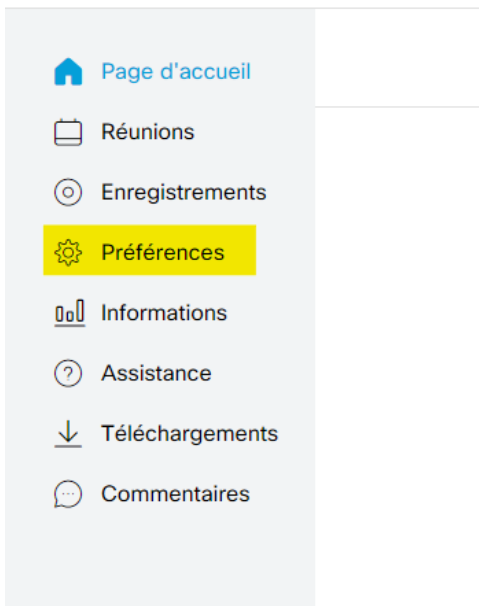 Page d'accueil
Réunions
Enregistrements
Préférences
Informations
Assistance
Téléchargements
Commentaires